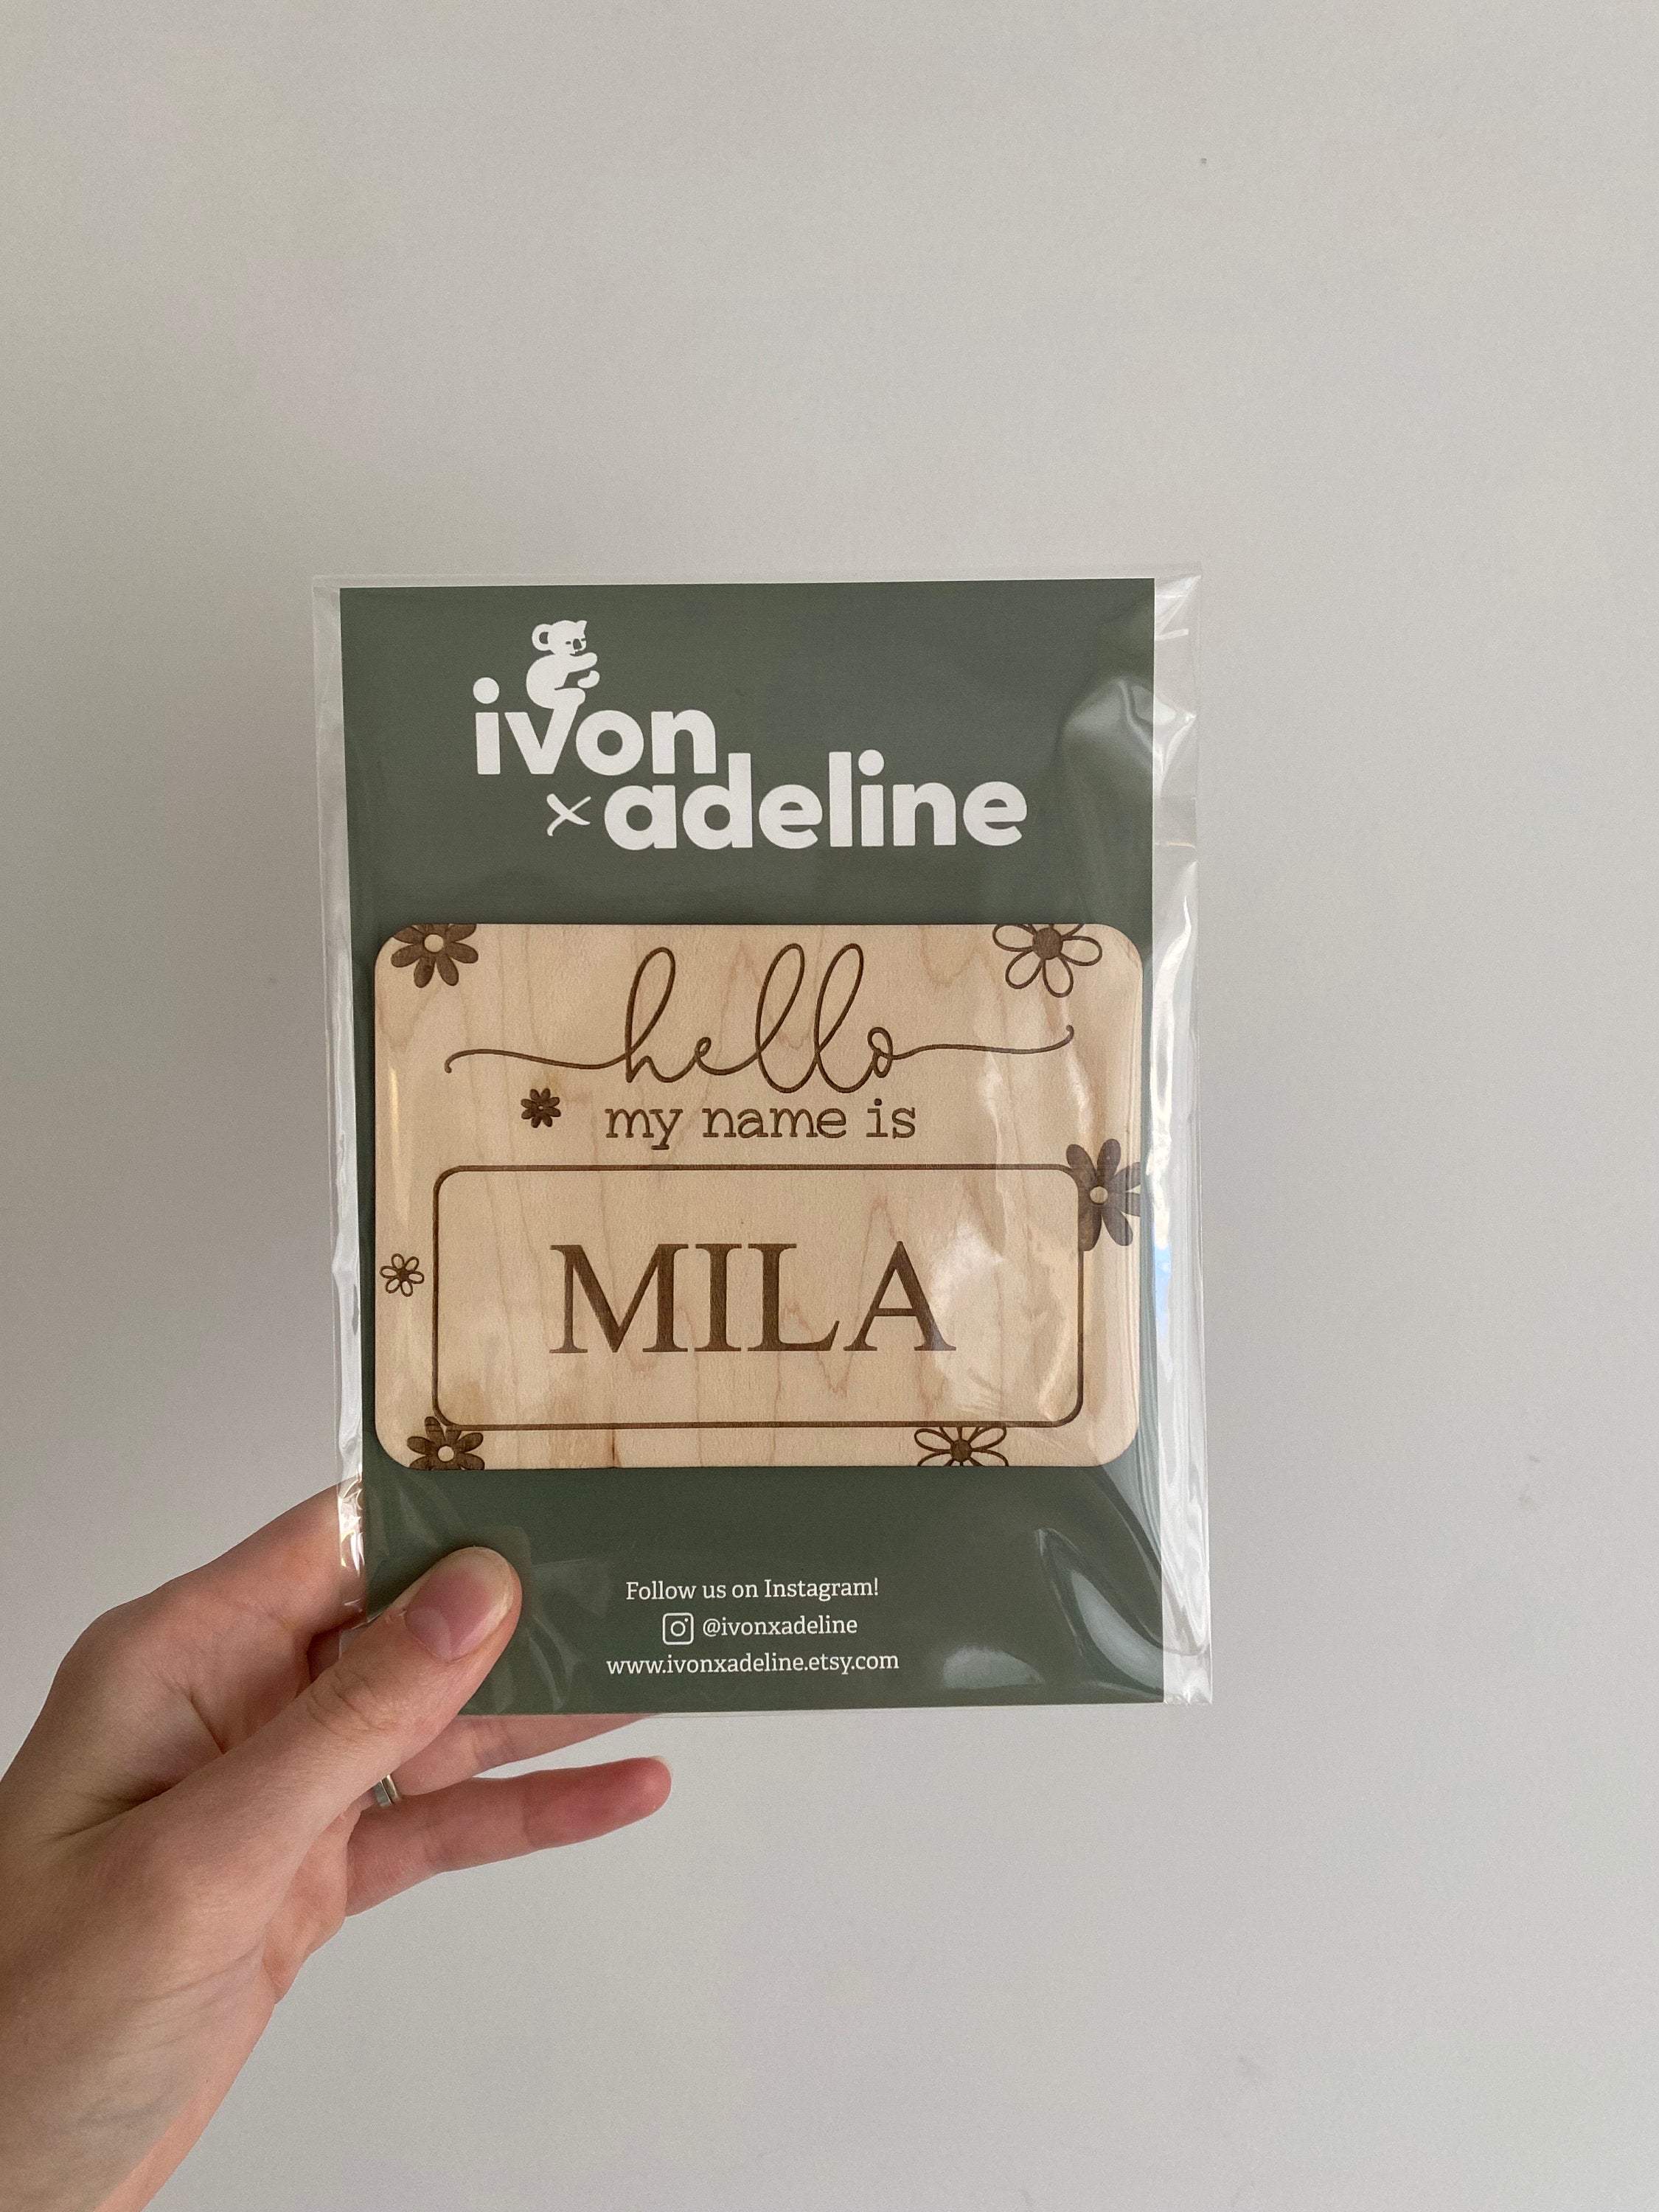 ivon
x adeline
hello
my name is
MILA
Follow us on Instagram!
@ivonxadeline
www.ivonxadeline.etsy.com